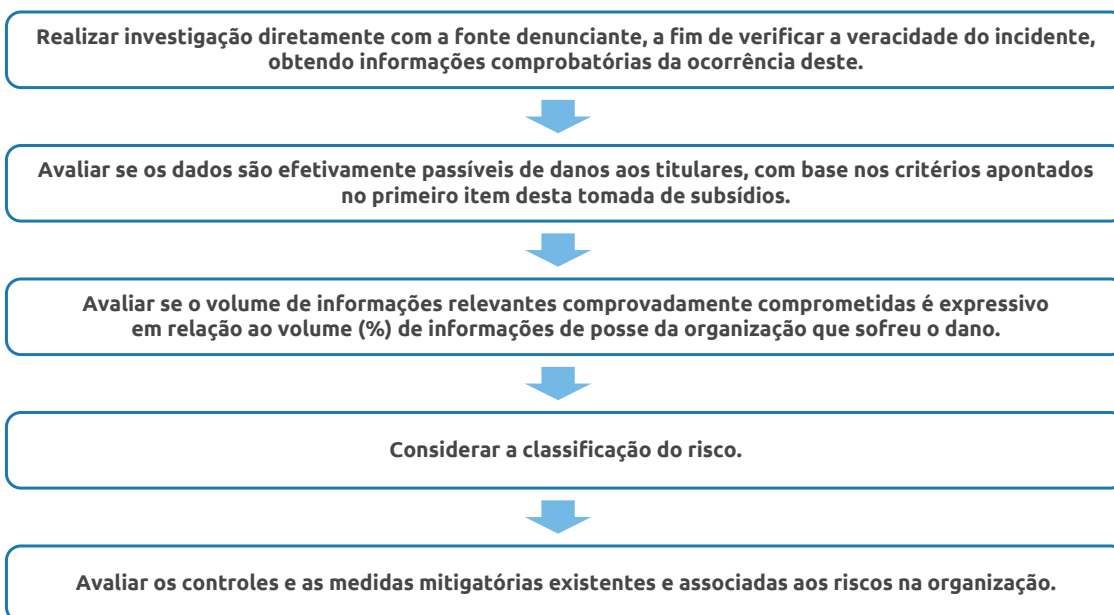 Realizar investigação diretamente com a fonte denunciante, a fim de verificar a veracidade do incidente,
obtendo informações comprobatórias da ocorrência deste.
Avaliar se os dados são efetivamente passíveis de danos aos titulares, com base nos critérios apontados
no primeiro item desta tomada de subsídios.
Avaliar se o volume de informações relevantes comprovadamente comprometidas é expressivo
em relação ao volume (%) de informações de posse da organização que sofreu o dano.
Considerar a classificação do risco.
Avaliar os controles e as medidas mitigatórias existentes e associadas aos riscos na organização.